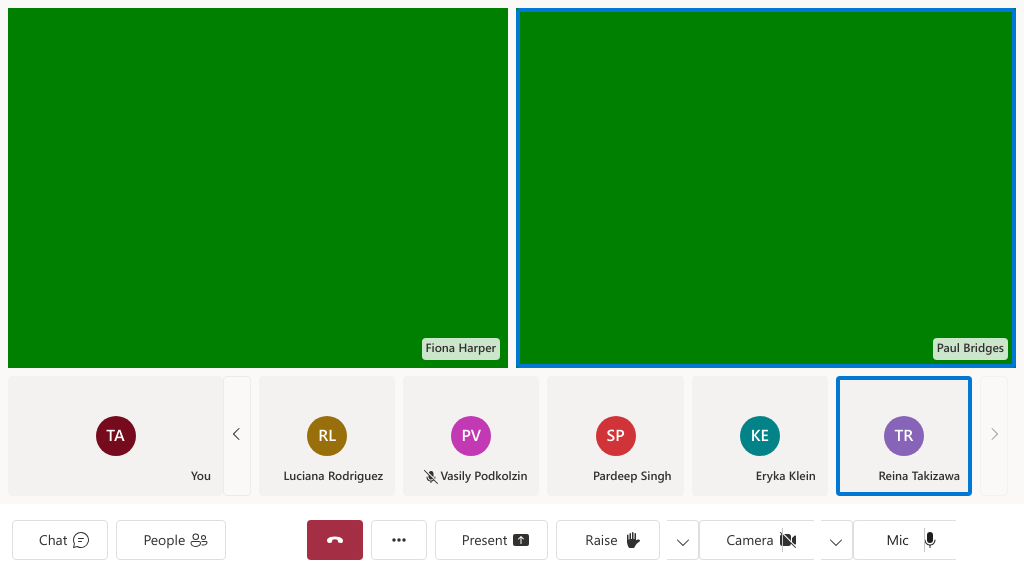 Fiona Harper
Paul Bridges
TA
You
RL
Luciana Rodriguez
PV
Vasily Podkolzin
SP
Pardeep Singh
KE
Eryka Klein
TR
Reina Takizawa
Chat
People
Present
Raise
Camera
Mic